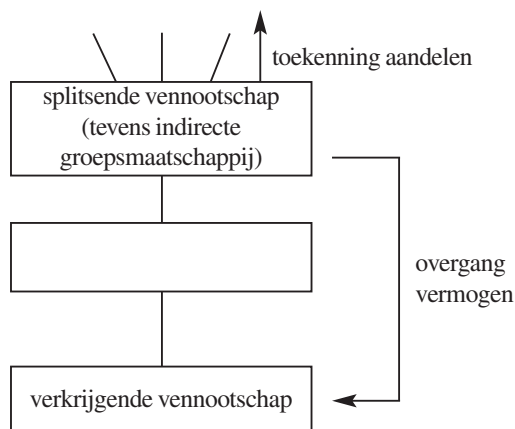 toekenning aandelen
splitsende vennootschap
(tevens indirecte
groepsmaatschappij)
overgang
vermogen
verkrijgende vennootschap